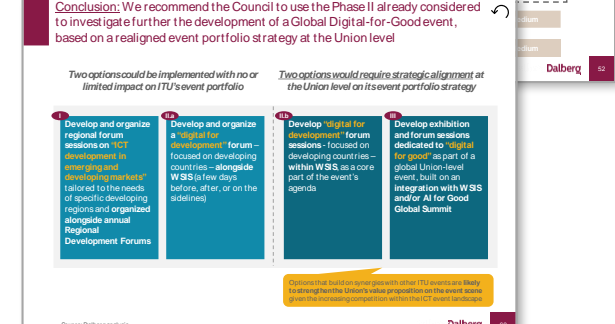 Conclusion: We recommend the Council to use the Phase II already considered
to investigate further the development of a Global Digital-for-Good event,
based on a realigned event portfolio strategy at the Union level
Two options could be implemented with no or
limited impact on ITU's event portfolio
Two options would require strategic alignment at
the Union level on its event portfolio strategy
I
Develop and organize
regional forum
sessions on "ICT
development in
emerging and
developing markets"
tailored to the needs
of specific developing
regions and organized
alongside annual
Regional
Development Forums
II.a
Develop and organize
a "digital for
development" forum –
focused on developing
countries – alongside
WSIS (a few days
before, after, or on the
sidelines)
II.b
Develop "digital for
development" forum
sessions - focused on
developing countries –
within WSIS, as a core
part of the event's
agenda
III
Develop exhibition
and forum sessions
dedicated to "digital
for good" as part of a
global Union-level
event, built on an
integration with WSIS
and/or AI for Good
Global Summit
Options that build on synergies with other ITU events are likely
to strengthen the Union's value proposition on the event scene
given the increasing competition within the ICT event landscape
Dalberg
52
Dalberg